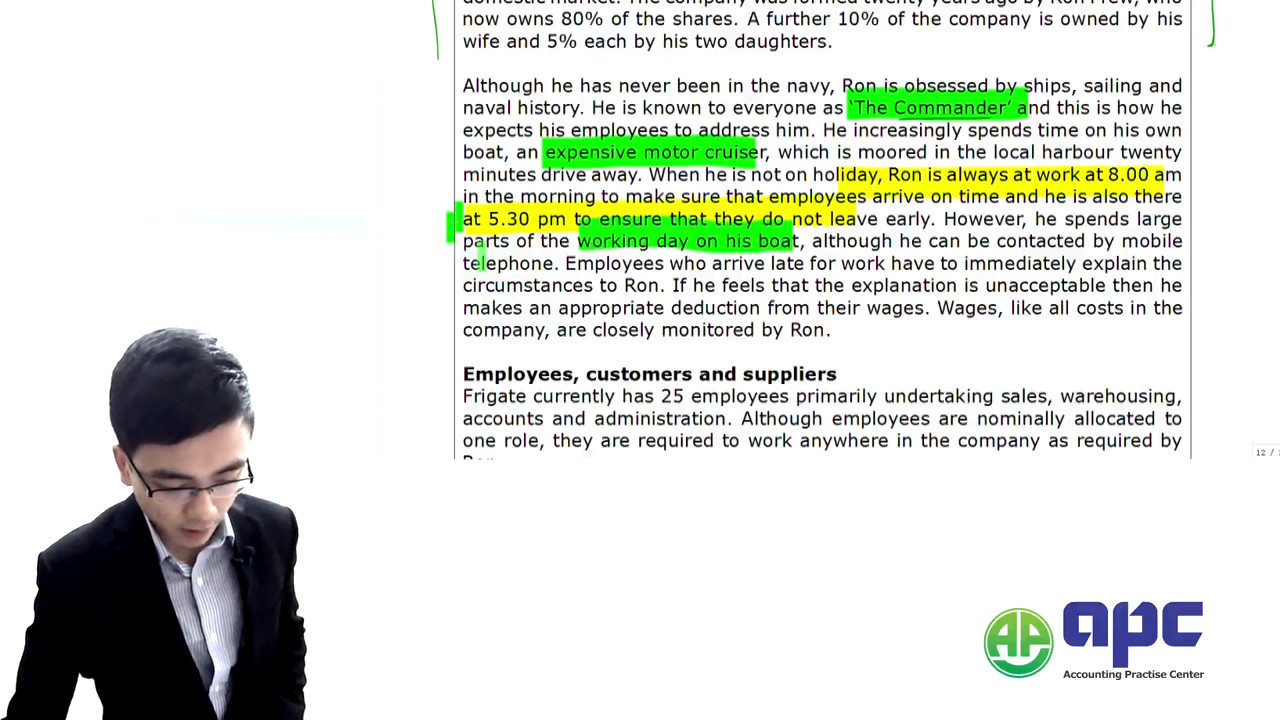 now owns 80% of the shares. A further 10% of the company is owned by his
wife and 5% each by his two daughters.
Although he has never been in the navy, Ron is obsessed by ships, sailing and
naval history. He is known to everyone as 'The Commander' and this is how he
expects his employees to address him. He increasingly spends time on his own
boat, an expensive motor cruiser, which is moored in the local harbour twenty
minutes drive away. When he is not on holiday, Ron is always at work at 8.00 am
in the morning to make sure that employees arrive on time and he is also there
at 5.30 pm to ensure that they do not leave early. However, he spends large
parts of the working day on his boat, although he can be contacted by mobile
telephone. Employees who arrive late for work have to immediately explain the
circumstances to Ron. If he feels that the explanation is unacceptable then he
makes an appropriate deduction from their wages. Wages, like all costs in the
company, are closely monitored by Ron.
Employees, customers and suppliers
Frigate currently has 25 employees primarily undertaking sales, warehousing,
accounts and administration. Although employees are nominally allocated to
one role, they are required to work anywhere in the company as required by
12 /
AP
apc
Accounting Practise Center